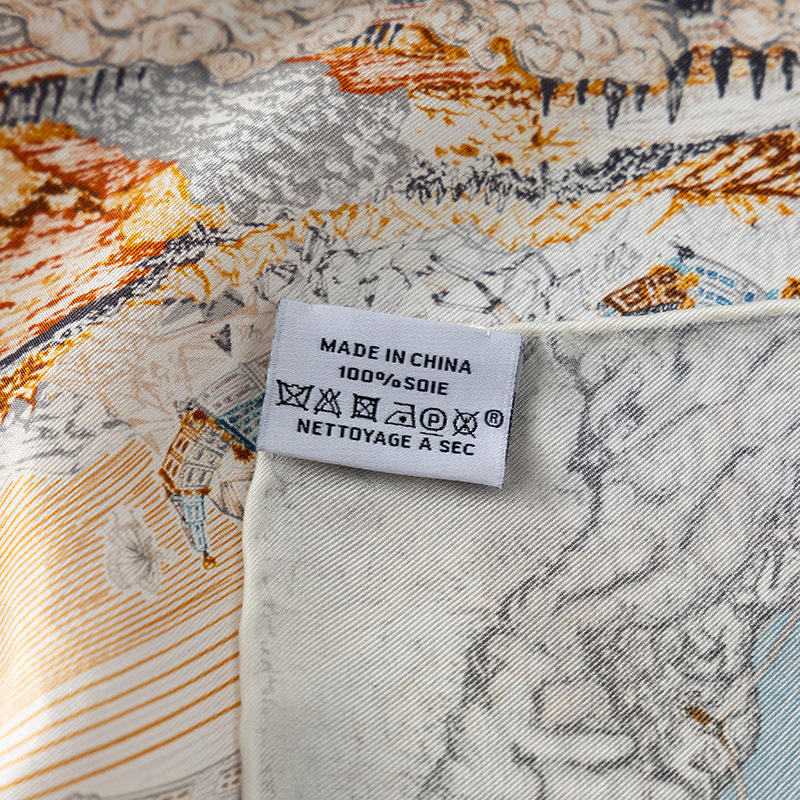 MADE IN CHINA
100%SOIE
P ®
NETTOYAGE A SEC